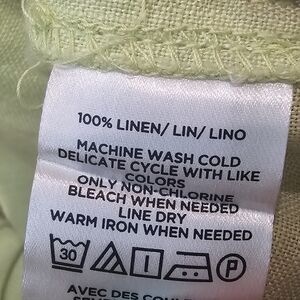 100% LINEN/ LIN/ LINO
MACHINE WASH COLD
DELICATE CYCLE WITH LIKE
COLORS
ONLY NON-CHLORINE
BLEACH WHEN NEEDED
LINE DRY
WARM IRON WHEN NEEDED
30 P
AVEC DES